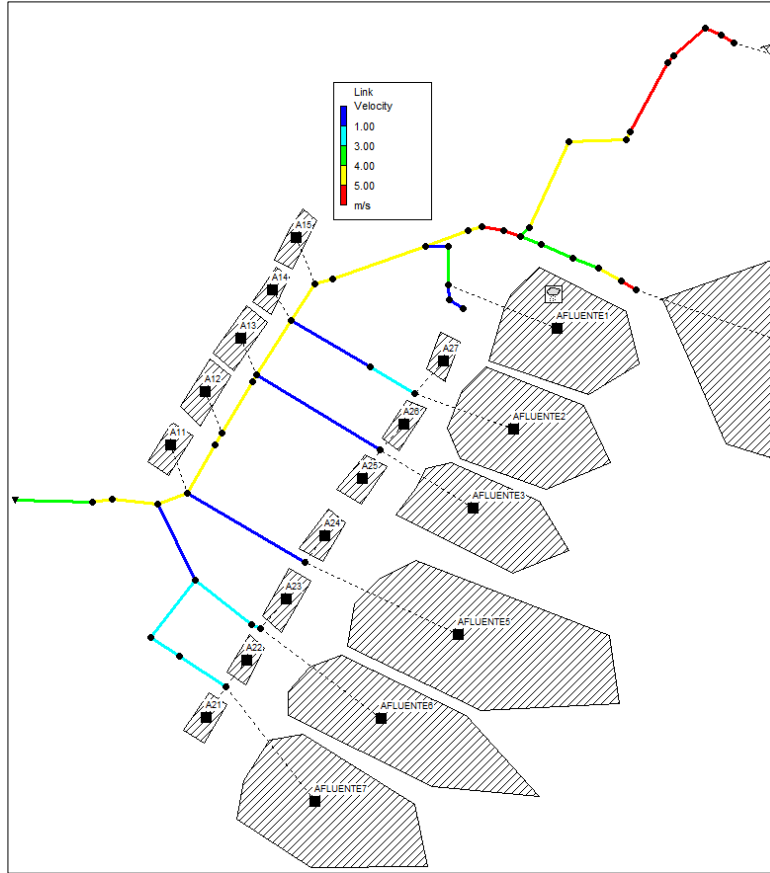 Link
Velocity
1.00
3.00
4.00
5.00
m/s
A15
A14
A13
A12
A11
AFLUENTE1
A27
A26
AFLUENTE2
A25
AFLUENTE3
A24
A23
AFLUENTE5
A22
A21
AFLUENTE6
AFLUENTE7